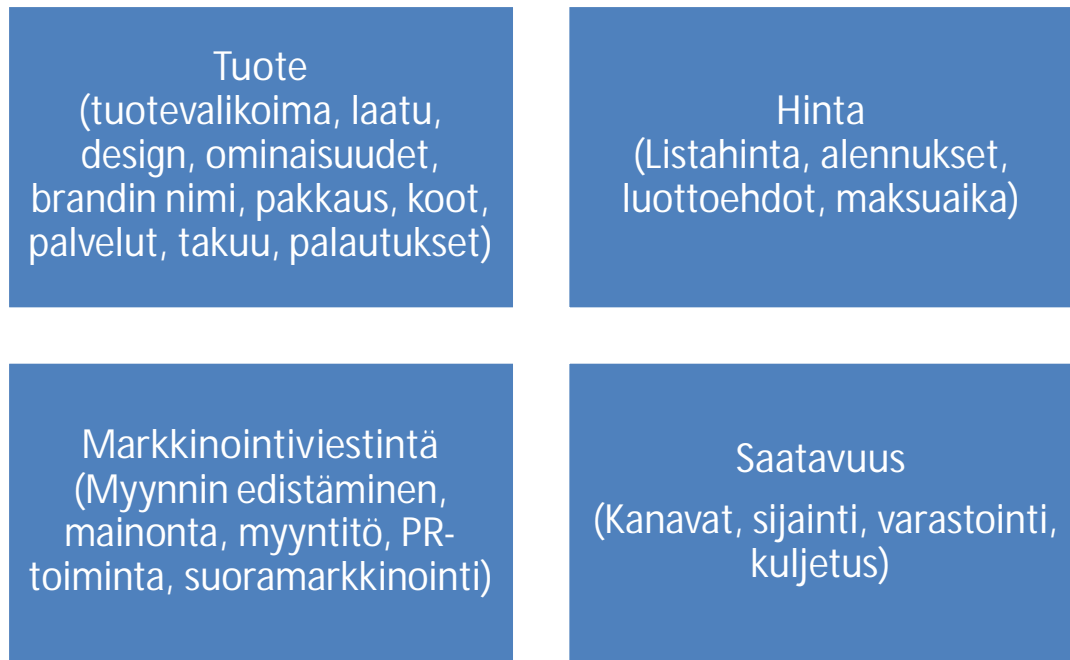 Tuote
(tuotevalikoima, laatu,
design, ominaisuudet,
brandin nimi, pakkaus, koot,
palvelut, takuu, palautukset)
Hinta
(Listahinta, alennukset,
luottoehdot, maksuaika)
Markkinointiviestintä
(Myynnin edistäminen,
mainonta, myyntitö, PR-
toiminta, suoramarkkinointi)
Saatavuus
(Kanavat, sijainti, varastointi,
kuljetus)